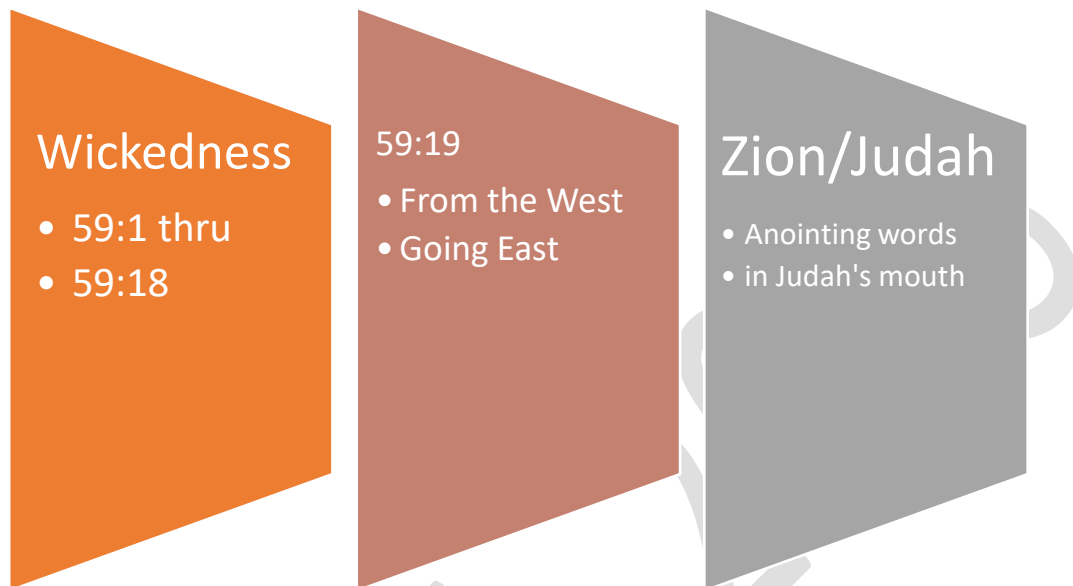 Wickedness
• 59:1 thru
• 59:18
59:19
• From the West
• Going East
Zion/Judah
• Anointing words
• in Judah's mouth